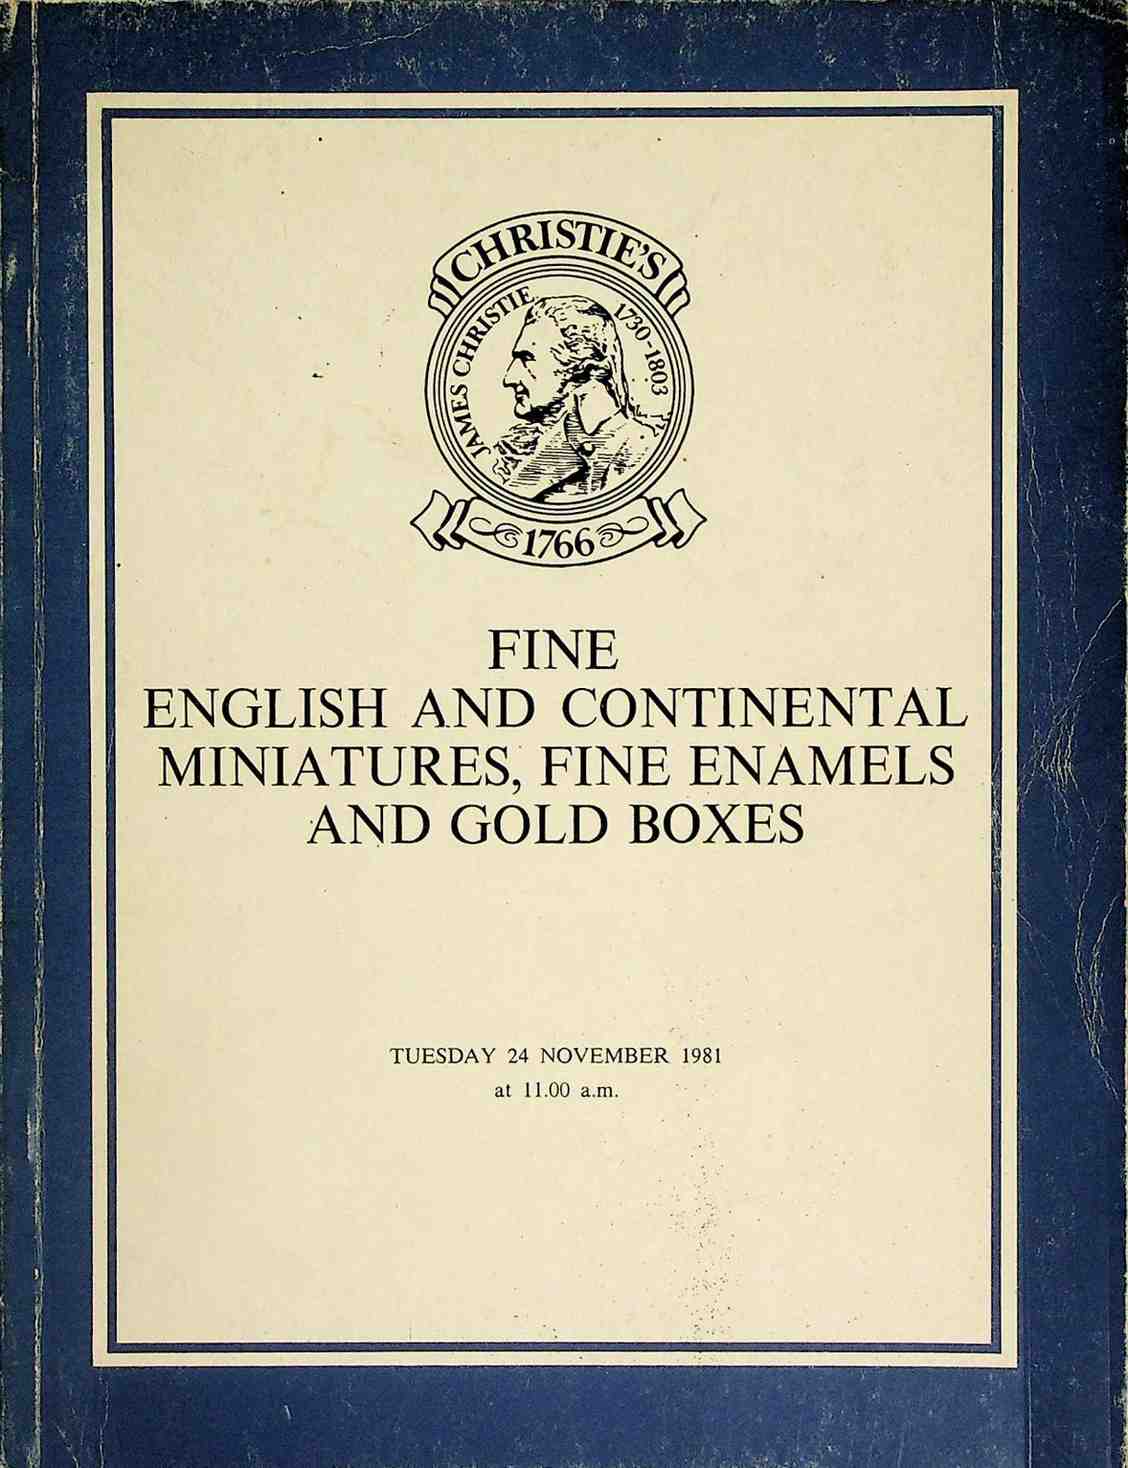 CHRISTIE'S
JAMES CHRISTIE 1730-1803
1766
FINE
ENGLISH AND CONTINENTAL
MINIATURES, FINE ENAMELS
AND GOLD BOXES
TUESDAY 24 NOVEMBER 1981
at 11.00 a.m.